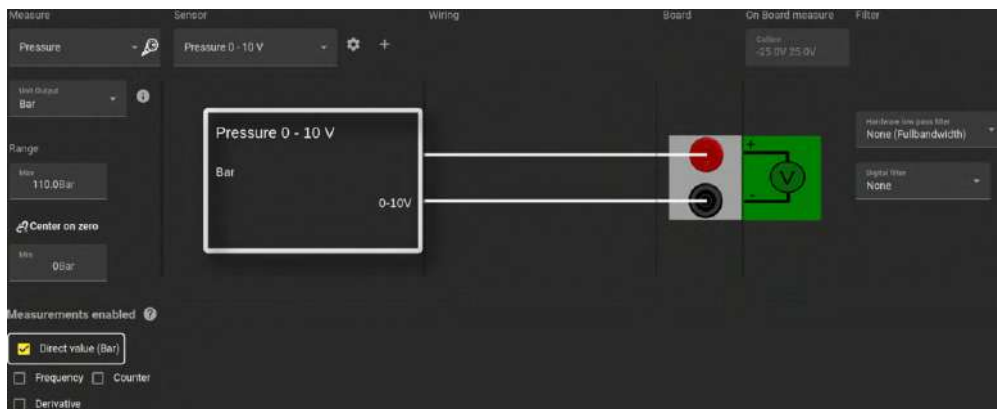 Measure
Sensor
Wiring
Board
On Board measure
Filter
Pressure
Pressure 0 - 10 V
+
Calibre
-25.0V 25.0V
Unit Output
Bar
Hardware low pass filter
None (Fullbandwidth)
Range
Max
110.0Bar
Center on zero
Min
0Bar
Pressure 0 - 10 V
Bar
0-10V
+
V
-
Digital filter
None
Measurements enabled
Direct value (Bar)
Frequency
Counter
Derivative